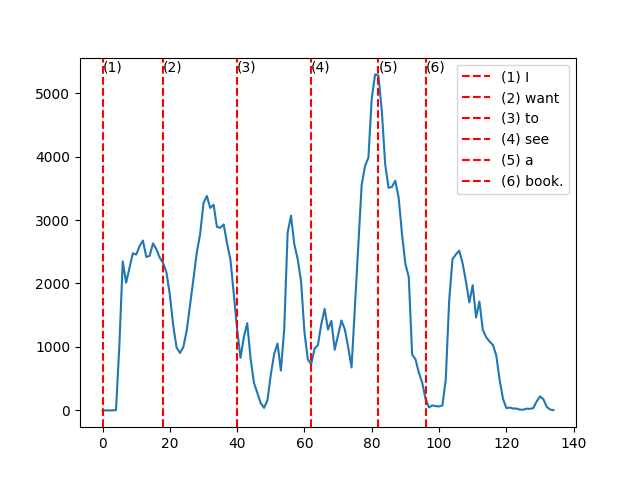 (1) (2) (3) (4) (5) (6)
(1) I
(2) want
(3) to
(4) see
(5) a
(6) book.
5000
4000
3000
2000
1000
0
0 20 40 60 80 100 120 140